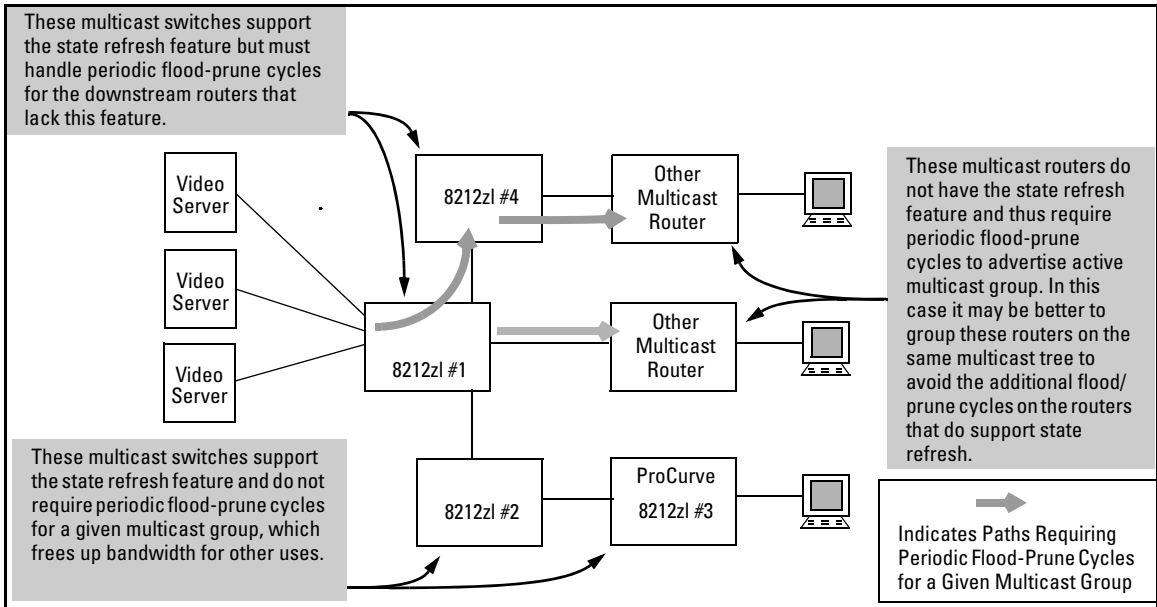 These multicast switches support
the state refresh feature but must
handle periodic flood-prune cycles
for the downstream routers that
lack this feature.
Video
Server
Video
Server
Video
Server
8212zl #4
Other
Multicast
Router
8212zl #1
Other
Multicast
Router
8212zl #2
ProCurve
8212zl #3
These multicast routers do
not have the state refresh
feature and thus require
periodic flood-prune
cycles to advertise active
multicast group. In this
case it may be better to
group these routers on the
same multicast tree to
avoid the additional flood/
prune cycles on the routers
that do support state
refresh.
These multicast switches support
the state refresh feature and do not
require periodic flood-prune cycles
for a given multicast group, which
frees up bandwidth for other uses.
Indicates Paths Requiring
Periodic Flood-Prune Cycles
for a Given Multicast Group